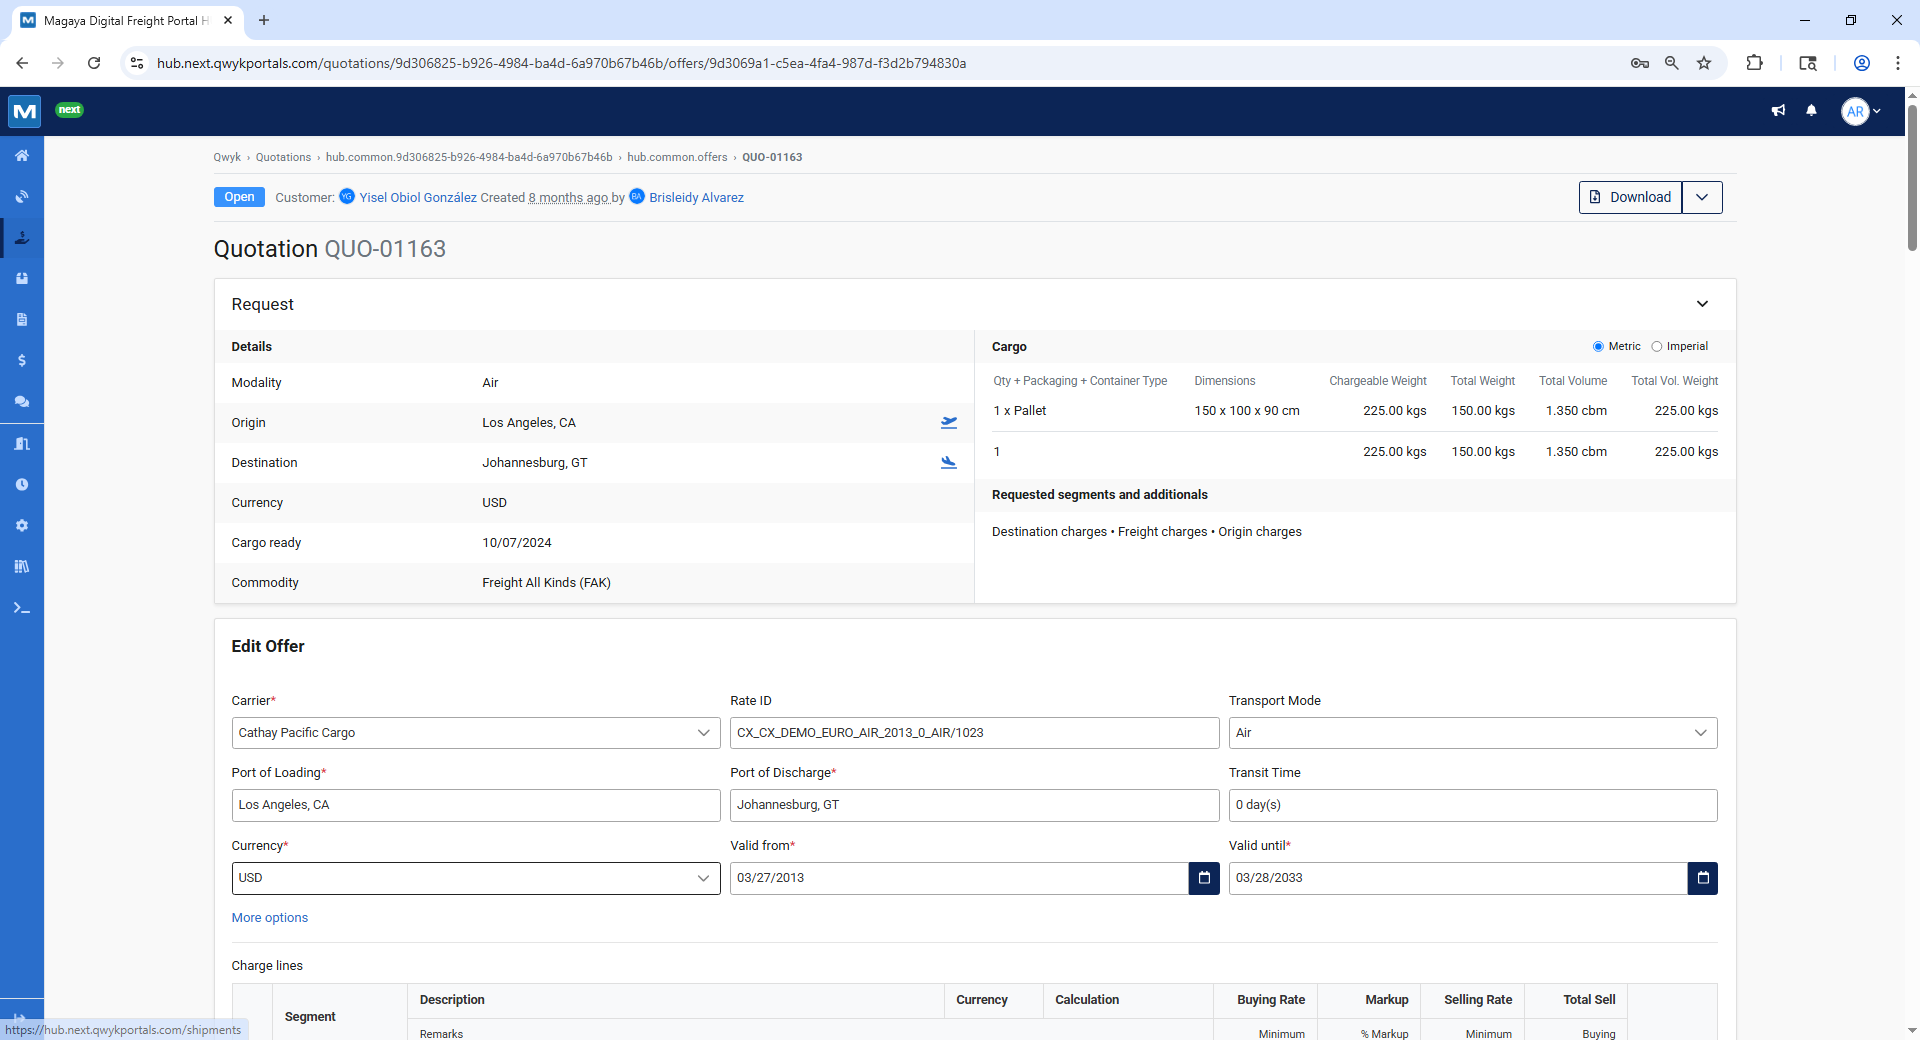 Magaya Digital Freight Portal H
hub.next.qwykportals.com/quotations/9d306825-b926-4984-ba4d-6a970b67b46b/offers/9d3069a1-c5ea-4fa4-987d-f3d2b794830a
M next AR
Qwyk › Quotations › hub.common.9d306825-b926-4984-ba4d-6a970b67b46b › hub.common.offers › QUO-01163
Open Customer: YG Yisel Obiol González Created 8 months ago by BA Brisleidy Alvarez Download
Quotation QUO-01163
Request
Details
Modality Air
Origin Los Angeles, CA
Destination Johannesburg, GT
Currency USD
Cargo ready 10/07/2024
Commodity Freight All Kinds (FAK)
Cargo Metric Imperial
Qty + Packaging + Container Type Dimensions Chargeable Weight Total Weight Total Volume Total Vol. Weight
1 x Pallet 150 x 100 x 90 cm 225.00 kgs 150.00 kgs 1.350 cbm 225.00 kgs
1 225.00 kgs 150.00 kgs 1.350 cbm 225.00 kgs
Requested segments and additionals
Destination charges • Freight charges • Origin charges
Edit Offer
Carrier* Rate ID Transport Mode
Cathay Pacific Cargo CX_CX_DEMO_EURO_AIR_2013_0_AIR/1023 Air
Port of Loading* Port of Discharge* Transit Time
Los Angeles, CA Johannesburg, GT 0 day(s)
Currency* Valid from* Valid until*
USD 03/27/2013 03/28/2033
More options
Charge lines
Segment Description Currency Calculation Buying Rate Markup Selling Rate Total Sell
Remarks Minimum % Markup Minimum Buying
https://hub.next.qwykportals.com/shipments